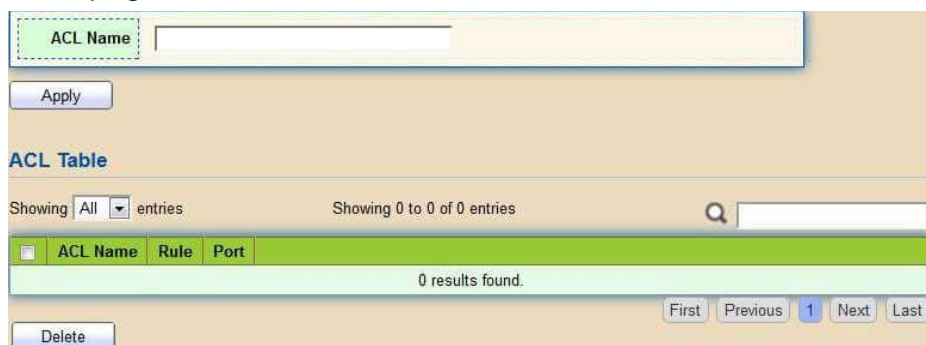 ACL Name
Apply
ACL Table
Showing All entries Showing 0 to 0 of 0 entries
ACL Name Rule Port
0 results found.
First Previous 1 Next Last
Delete